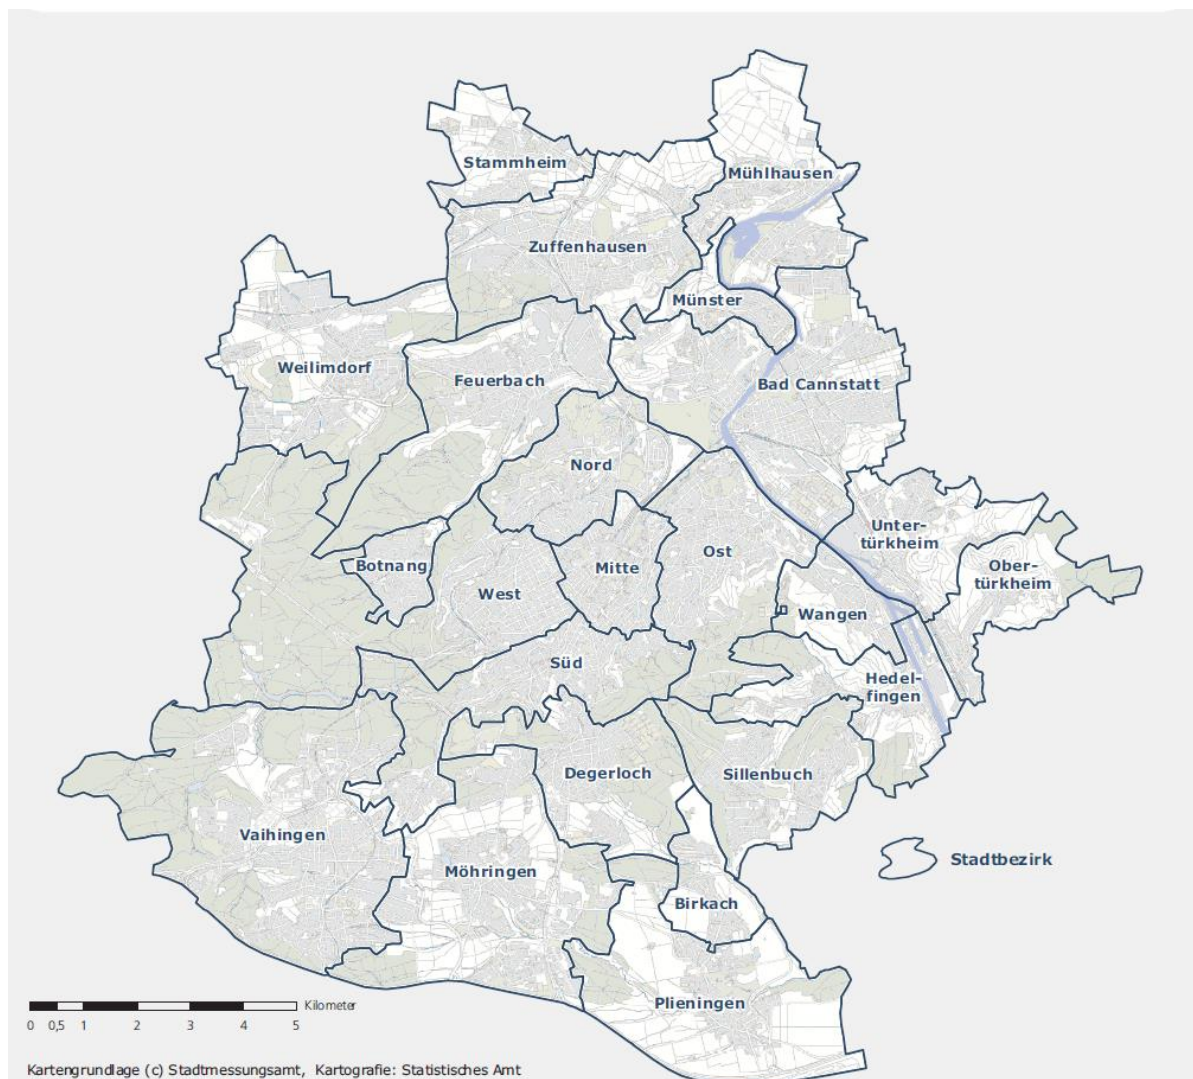 Stammheim
Mühlhausen
Zuffenhausen
Münster
Weilimdorf
Feuerbach
Bad Cannstatt
Nord
Unter-
türkheim
Ober-
türkheim
Botnang
Mitte
Ost
West
Wangen
Süd
Hedel-
fingen
Degerloch
Sillenbuch
Vaihingen
Möhringen
Stadtbezirk
Birkach
Plieningen
Kilometer
0 0,5 1 2 3 4 5
Kartengrundlage (c) Stadtmessungsamt, Kartografie: Statistisches Amt